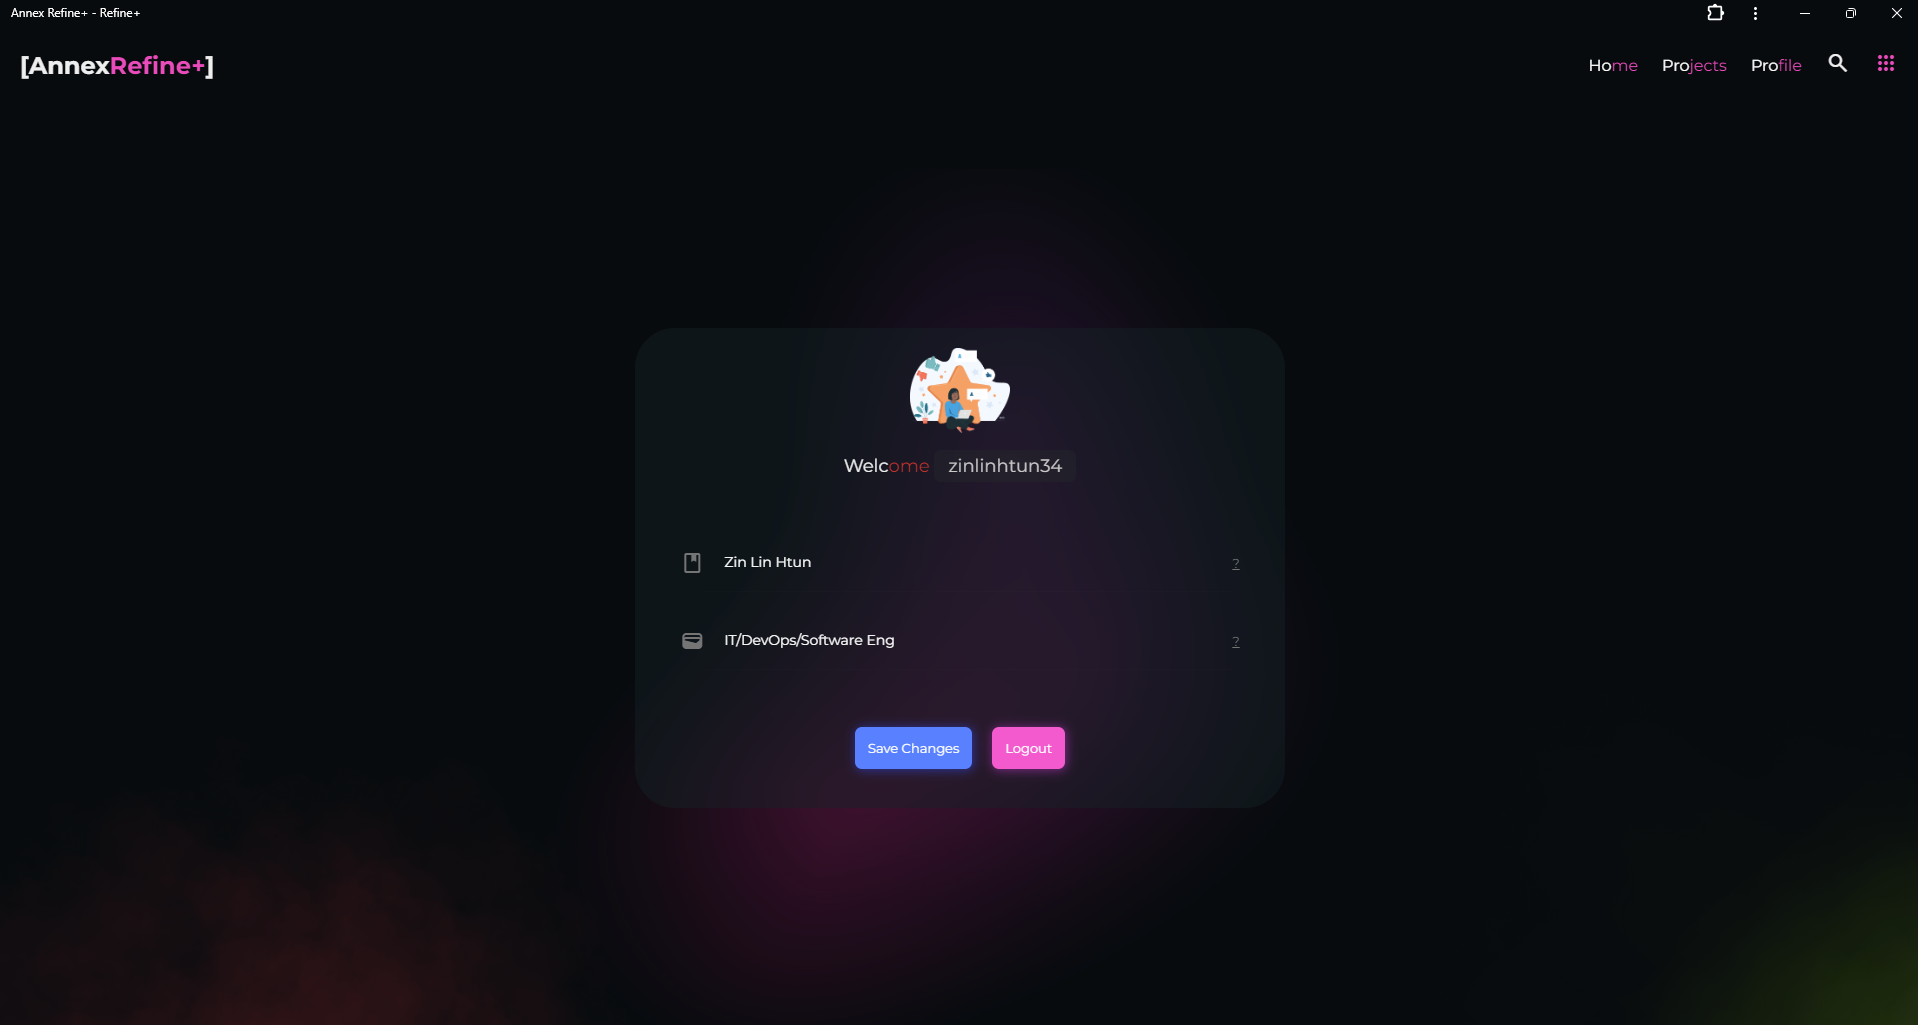 Annex Refine+ - Refine+
[AnnexRefine+]
Home Projects Profile
Welcome zinlinhtun34
Zin Lin Htun ?
IT/DevOps/Software Eng ?
Save Changes Logout